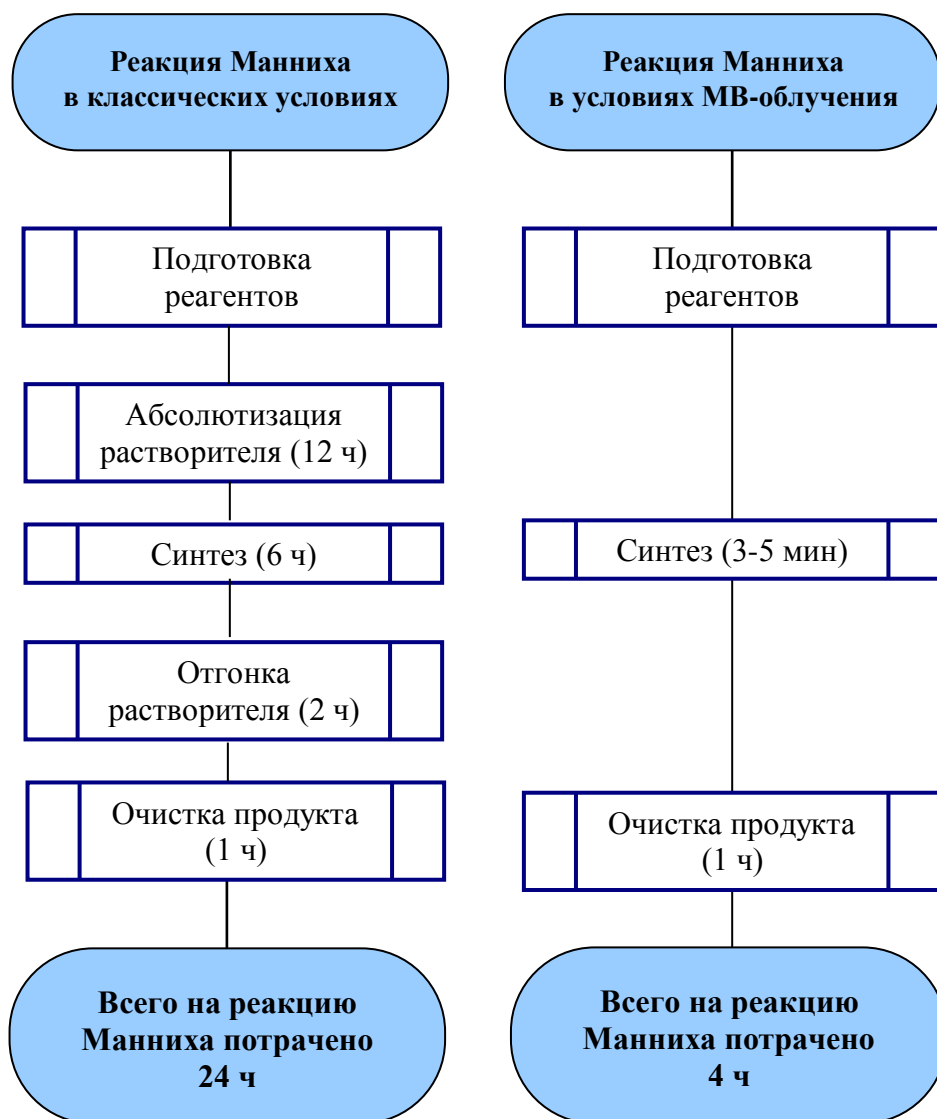 Реакция Манниха
в классических условиях
Подготовка
реагентов
Абсолютизация
растворителя (12 ч)
Синтез (6 ч)
Отгонка
растворителя (2 ч)
Очистка продукта
(1 ч)
Всего на реакцию
Манниха потрачено
24 ч
Реакция Манниха
в условиях МВ-облучения
Подготовка
реагентов
Синтез (3-5 мин)
Очистка продукта
(1 ч)
Всего на реакцию
Манниха потрачено
4 ч